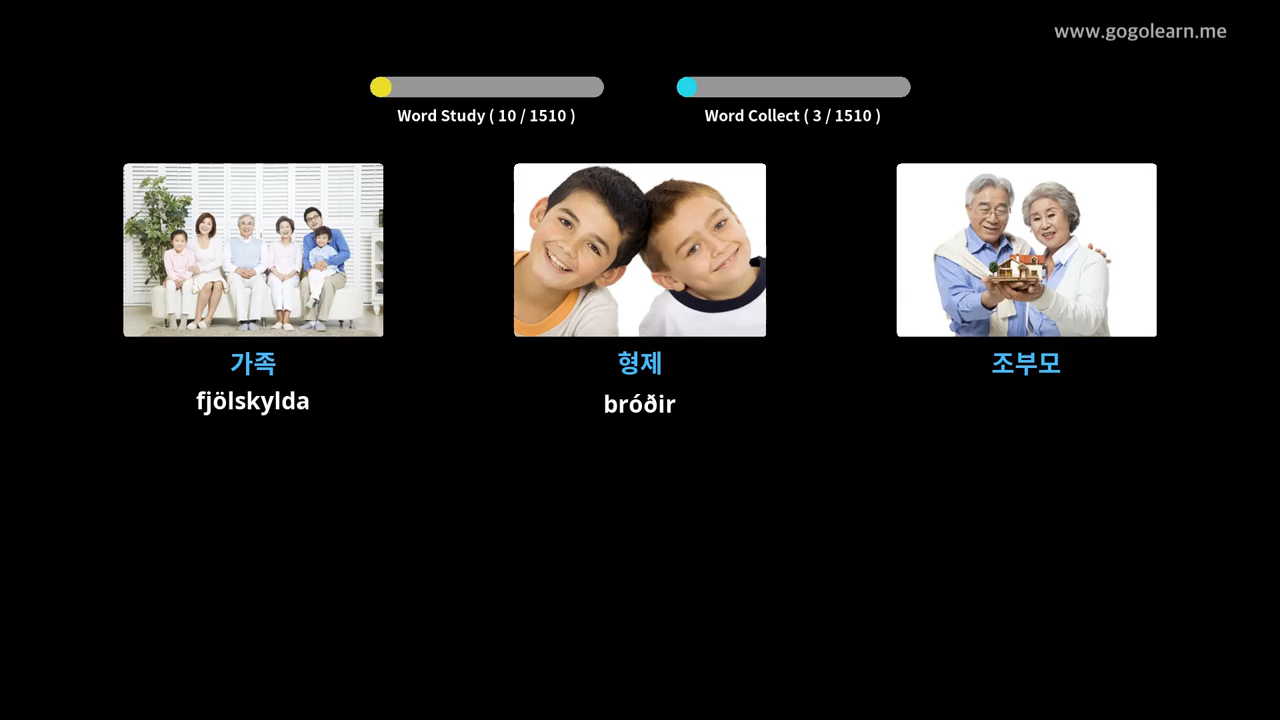 www.gogolearn.me
Word Study ( 10 / 1510 )
Word Collect ( 3 / 1510 )
가족
형제
조부모
fjölskylda
bróðir